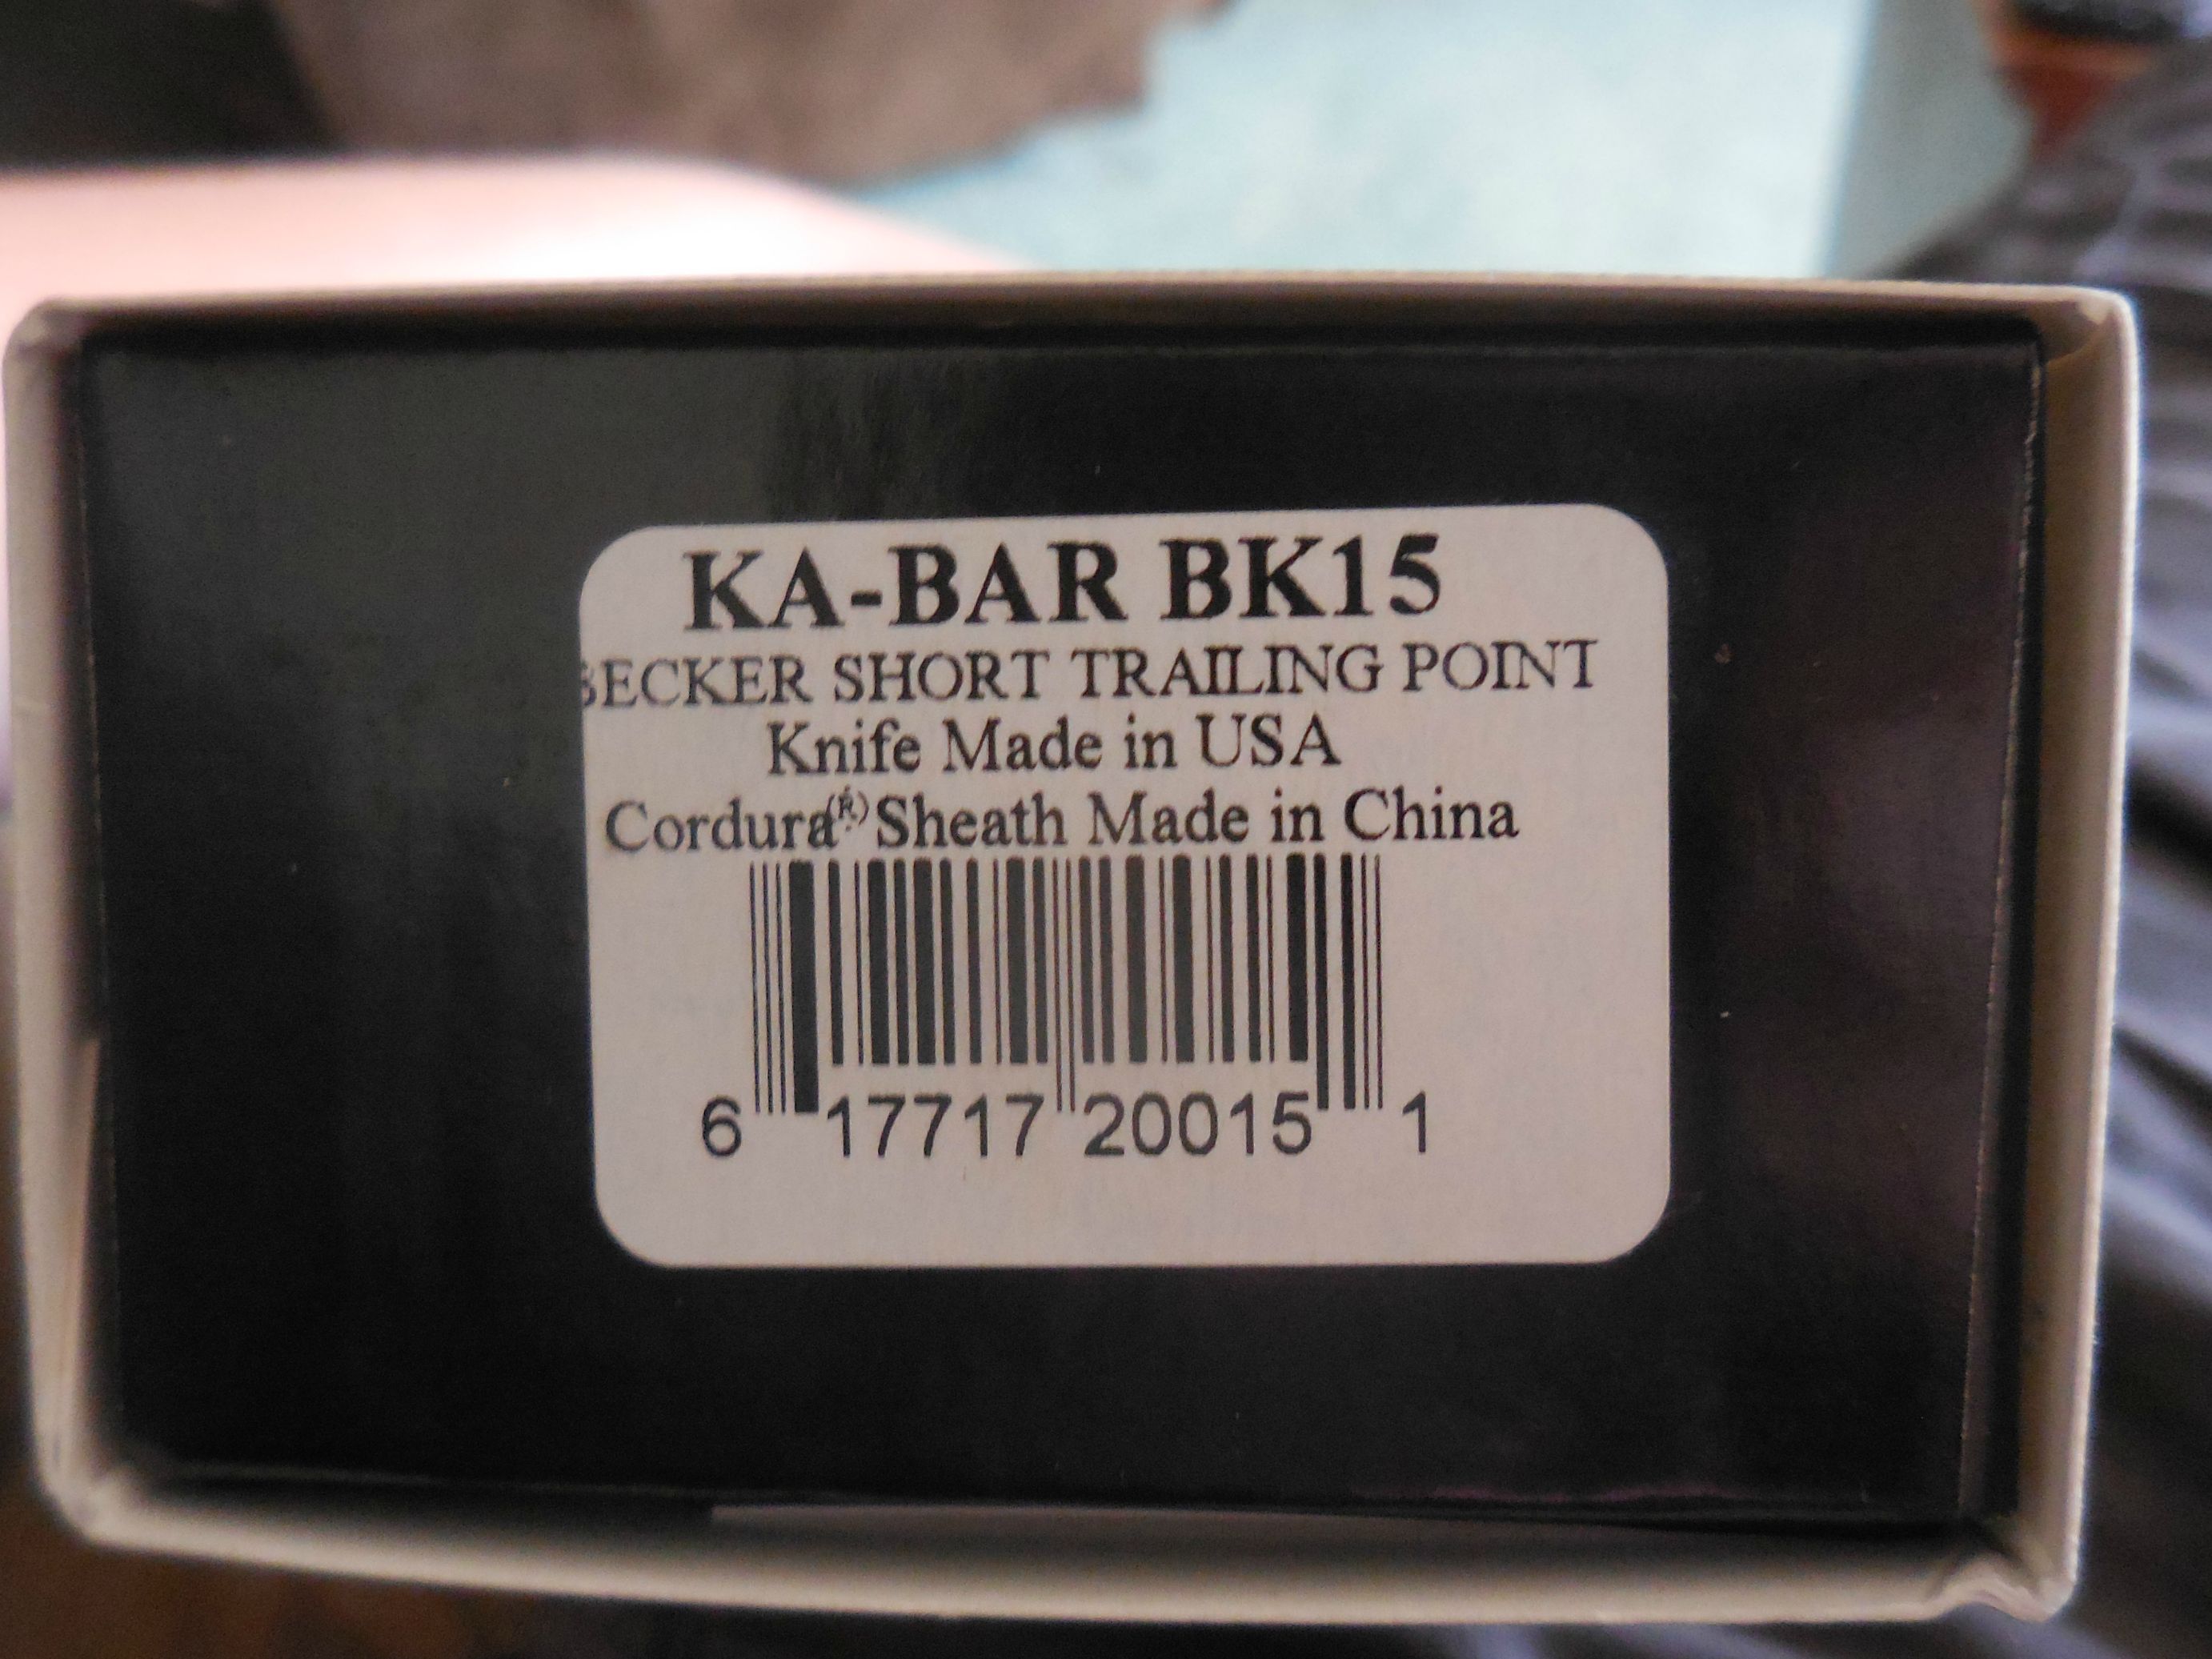 KA-BAR BK15
BECKER SHORT TRAILING POINT
Knife Made in USA
Cordura(R) Sheath Made in China
6 17717 20015 1